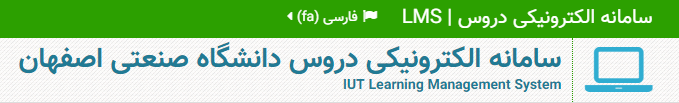 سامانه الکترونیکی دروس | LMS
فارسی ‎(fa)‎
سامانه الکترونیکی دروس دانشگاه صنعتی اصفهان
IUT Learning Management System